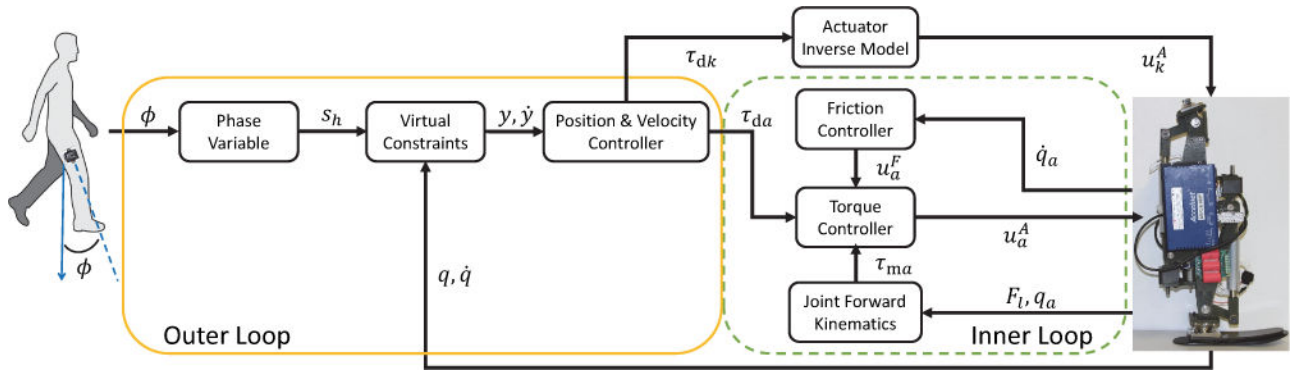 Actuator
Inverse Model
τ_dk
u_k^A
ϕ
Phase
Variable
s_h
Virtual
Constraints
y, ẏ
Position & Velocity
Controller
τ_da
Friction
Controller
q̇_a
u_a^F
Torque
Controller
u_a^A
ϕ
q, q̇
τ_ma
Joint Forward
Kinematics
F_l, q_a
Outer Loop
Inner Loop